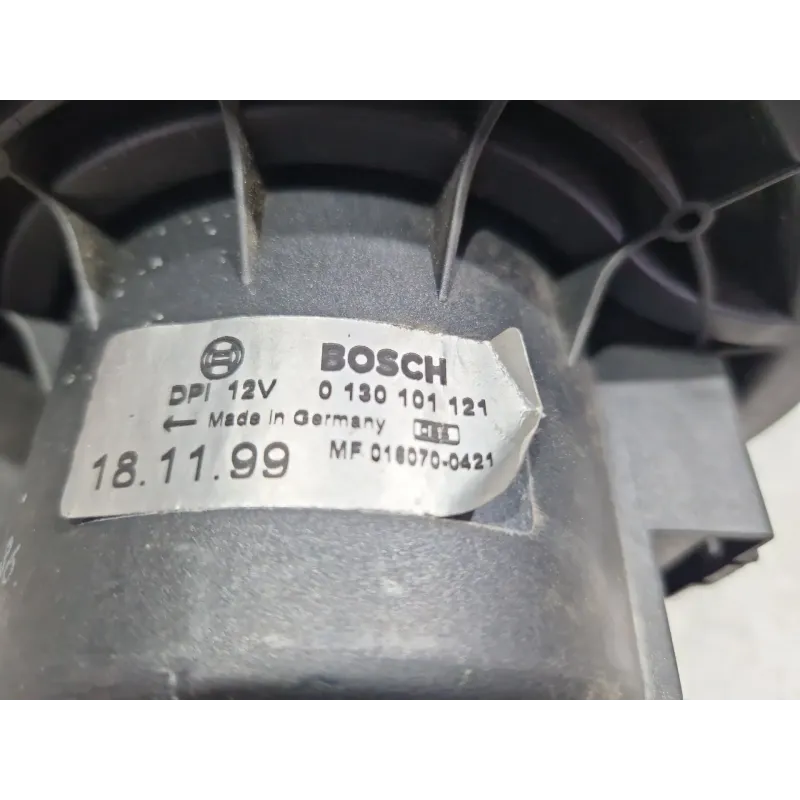 BOSCH
DPI 12V 0 130 101 121
← Made in Germany
18.11.99 MF 016070-0421